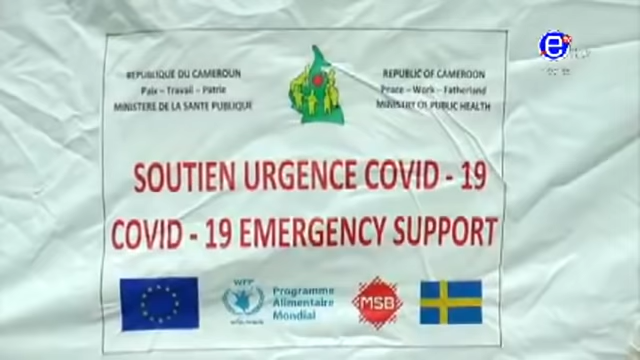 REPUBLIQUE DU CAMEROUN
Paix – Travail – Patrie
MINISTERE DE LA SANTE PUBLIQUE
REPUBLIC OF CAMEROON
Peace – Work – Fatherland
MINISTRY OF PUBLIC HEALTH
SOUTIEN URGENCE COVID - 19
COVID - 19 EMERGENCY SUPPORT
WFP
Programme
Alimentaire
Mondial
MSB
e